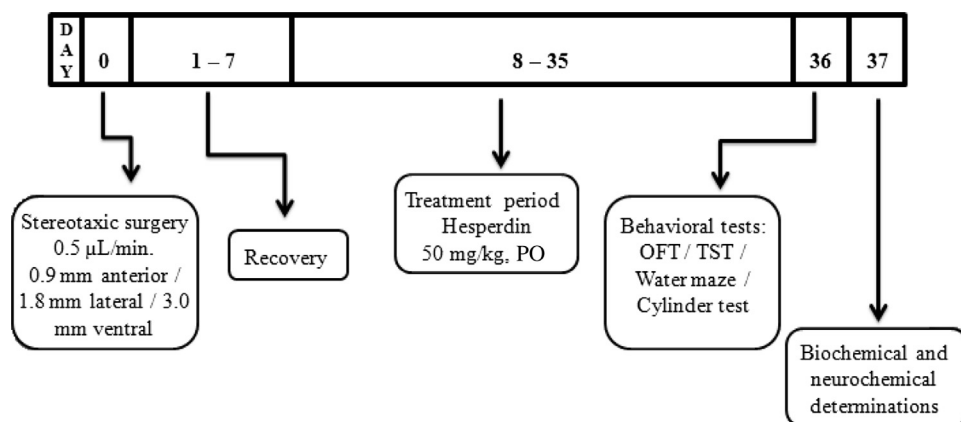 DAY 0 1 – 7 8 – 35 36 37
Stereotaxic surgery
0.5 µL/min.
0.9 mm anterior /
1.8 mm lateral / 3.0
mm ventral
Recovery
Treatment period
Hesperdin
50 mg/kg, PO
Behavioral tests:
OFT / TST /
Water maze /
Cylinder test
Biochemical and
neurochemical
determinations